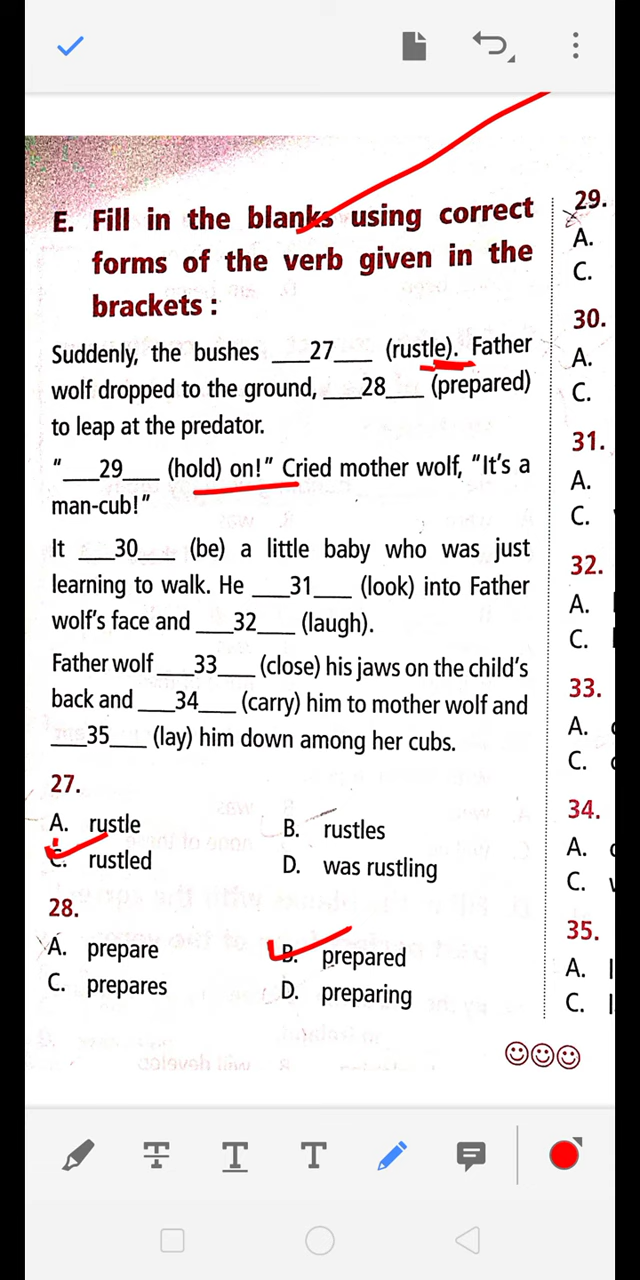 E. Fill in the blanks using correct
forms of the verb given in the
brackets :
Suddenly, the bushes ___27___ (rustle). Father
wolf dropped to the ground, ___28___ (prepared)
to leap at the predator.
"___29___ (hold) on!" Cried mother wolf, "It's a
man-cub!"
It ___30___ (be) a little baby who was just
learning to walk. He ___31___ (look) into Father
wolf's face and ___32___ (laugh).
Father wolf ___33___ (close) his jaws on the child's
back and ___34___ (carry) him to mother wolf and
___35___ (lay) him down among her cubs.
27.
A. rustle B. rustles
C. rustled D. was rustling
28.
A. prepare B. prepared
C. prepares D. preparing
29.
A.
C.
30.
A.
C.
31.
A.
C.
32.
A.
C.
33.
A.
C.
34.
A.
C.
35.
A.
C.
T T T